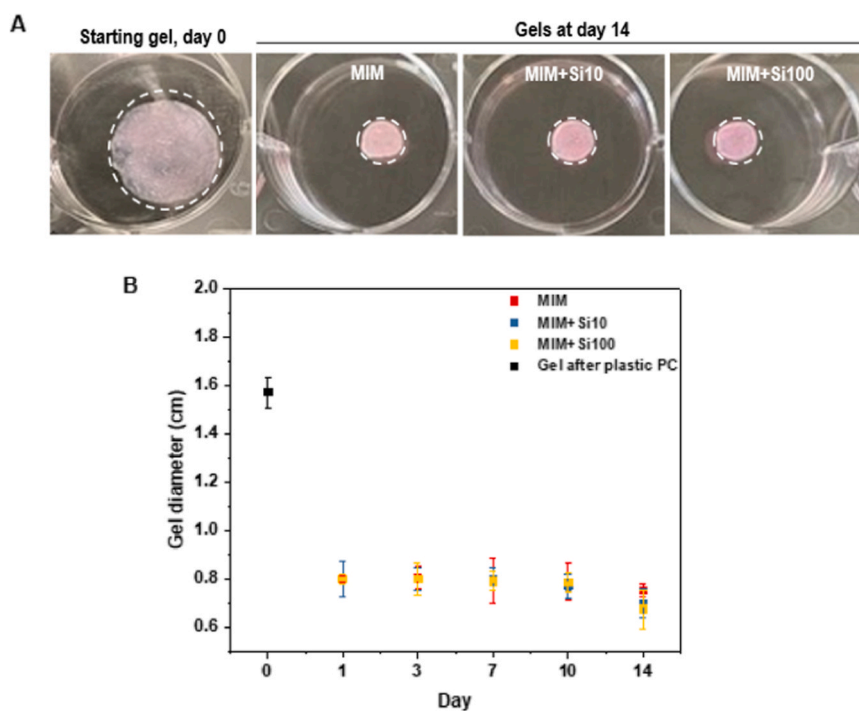 A
Starting gel, day 0
Gels at day 14
MIM
MIM+Si10
MIM+Si100
B
2.0
1.8
1.6
1.4
1.2
1.0
0.8
0.6
Gel diameter (cm)
MIM
MIM+Si10
MIM+Si100
Gel after plastic PC
0 1 3 7 10 14
Day